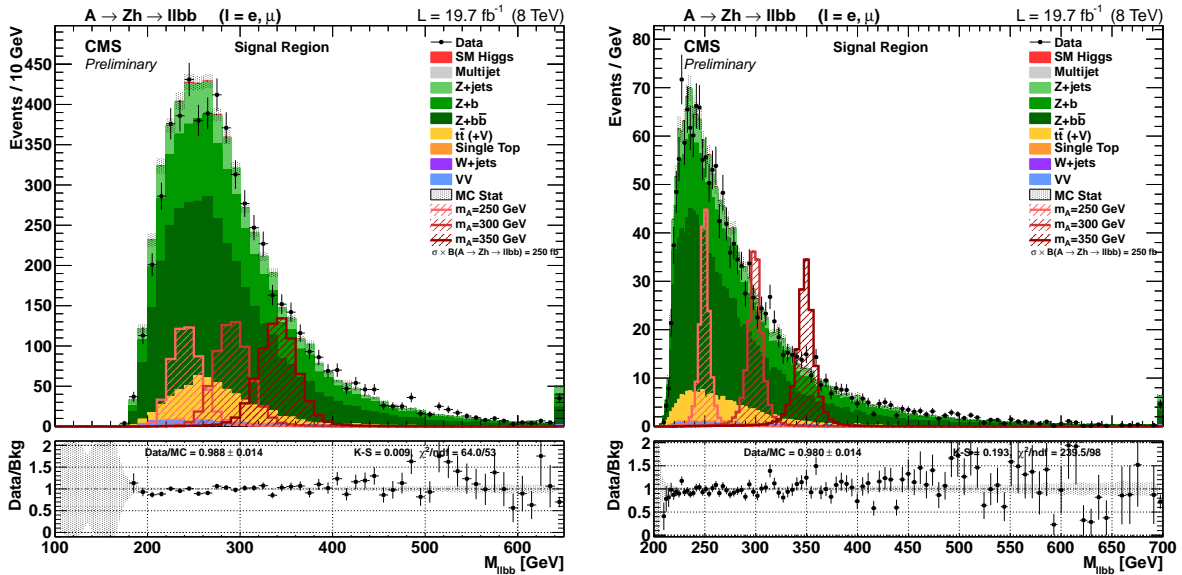 A → Zh → llbb (l = e, μ) L = 19.7 fb⁻¹ (8 TeV)
Events / 10 GeV
CMS
Preliminary
Signal Region
Data
SM Higgs
Multijet
Z+jets
Z+b
Z+bb̄
tt̄ (+V)
Single Top
W+jets
VV
MC Stat
m_A=250 GeV
m_A=300 GeV
m_A=350 GeV
σ × B(A → Zh → llbb) = 250 fb
450
400
350
300
250
200
150
100
50
0
Data/Bkg
Data/MC = 0.988 ± 0.014 K-S = 0.009, χ²/ndf = 64.0/53
2
1.5
1
0.5
0
100 200 300 400 500 600
M_llbb [GeV]
A → Zh → llbb (l = e, μ) L = 19.7 fb⁻¹ (8 TeV)
Events / GeV
CMS
Preliminary
Signal Region
Data
SM Higgs
Multijet
Z+jets
Z+b
Z+bb̄
tt̄ (+V)
Single Top
W+jets
VV
MC Stat
m_A=250 GeV
m_A=300 GeV
m_A=350 GeV
σ × B(A → Zh → llbb) = 250 fb
80
70
60
50
40
30
20
10
0
Data/Bkg
Data/MC = 0.980 ± 0.014 K-S = 0.193, χ²/ndf = 239.5/98
2
1.5
1
0.5
0
200 250 300 350 400 450 500 550 600 650 700
M_llbb [GeV]